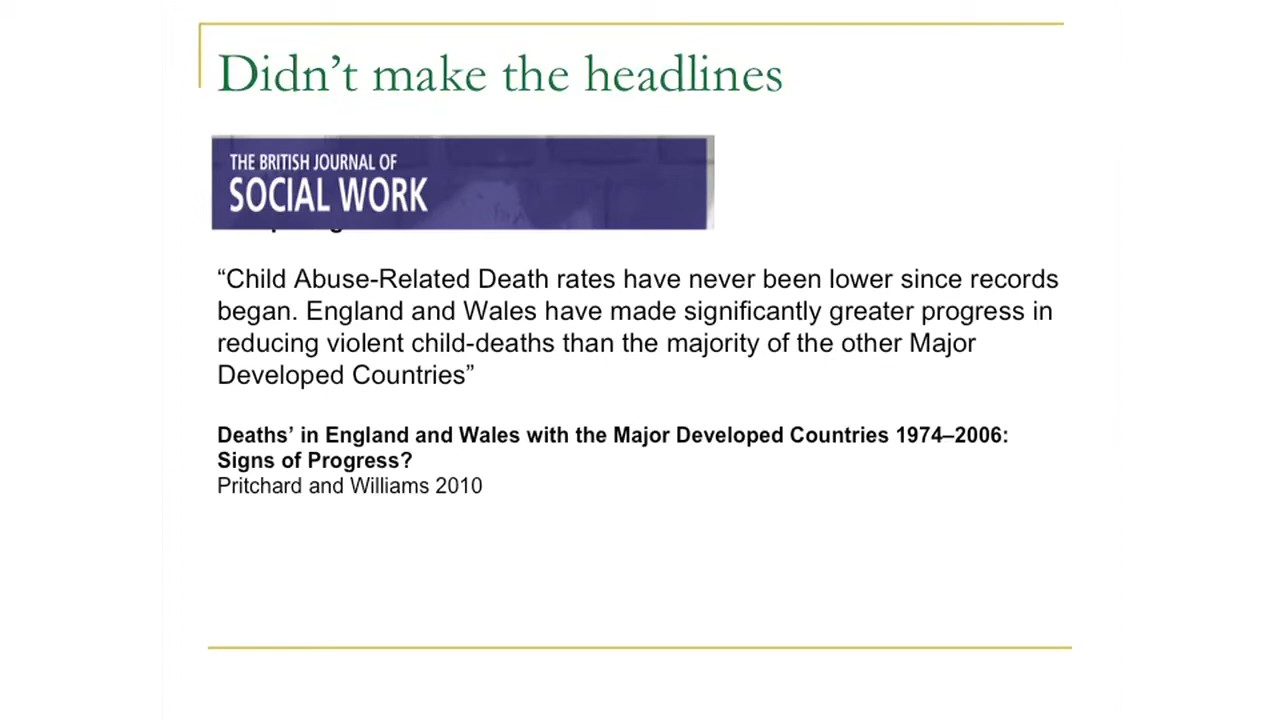 Didn’t make the headlines
THE BRITISH JOURNAL OF
SOCIAL WORK
“Child Abuse-Related Death rates have never been lower since records
began. England and Wales have made significantly greater progress in
reducing violent child-deaths than the majority of the other Major
Developed Countries”
Deaths’ in England and Wales with the Major Developed Countries 1974–2006:
Signs of Progress?
Pritchard and Williams 2010